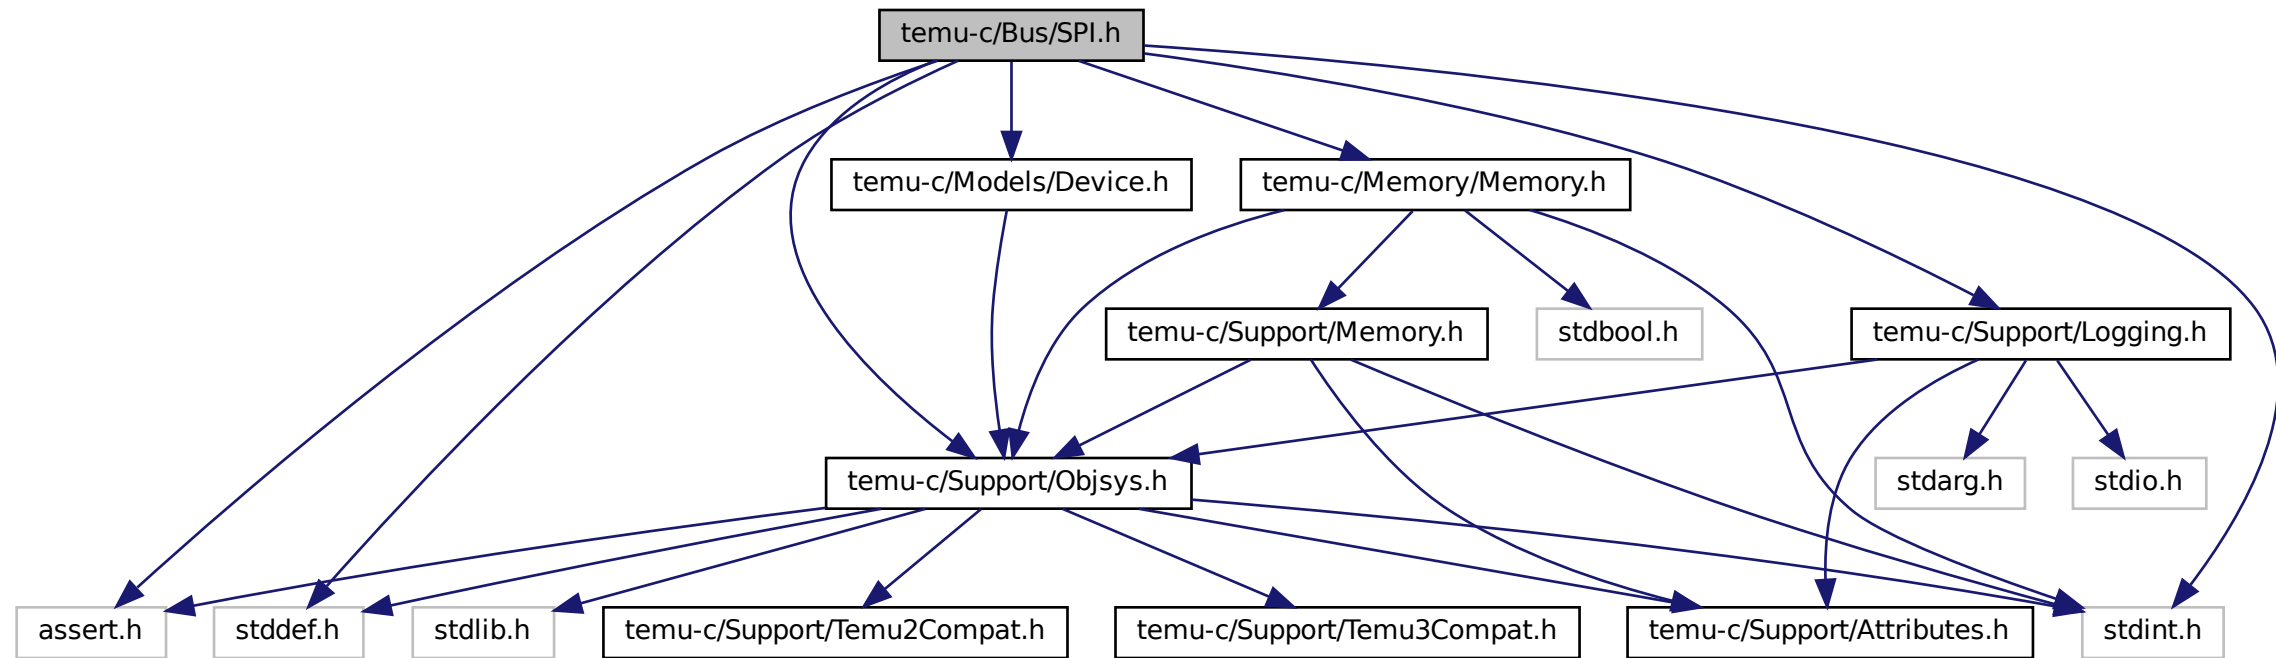 temu-c/Bus/SPI.h
temu-c/Models/Device.h
temu-c/Memory/Memory.h
temu-c/Support/Memory.h
stdbool.h
temu-c/Support/Logging.h
temu-c/Support/Objsys.h
stdarg.h
stdio.h
assert.h
stddef.h
stdlib.h
temu-c/Support/Temu2Compat.h
temu-c/Support/Temu3Compat.h
temu-c/Support/Attributes.h
stdint.h